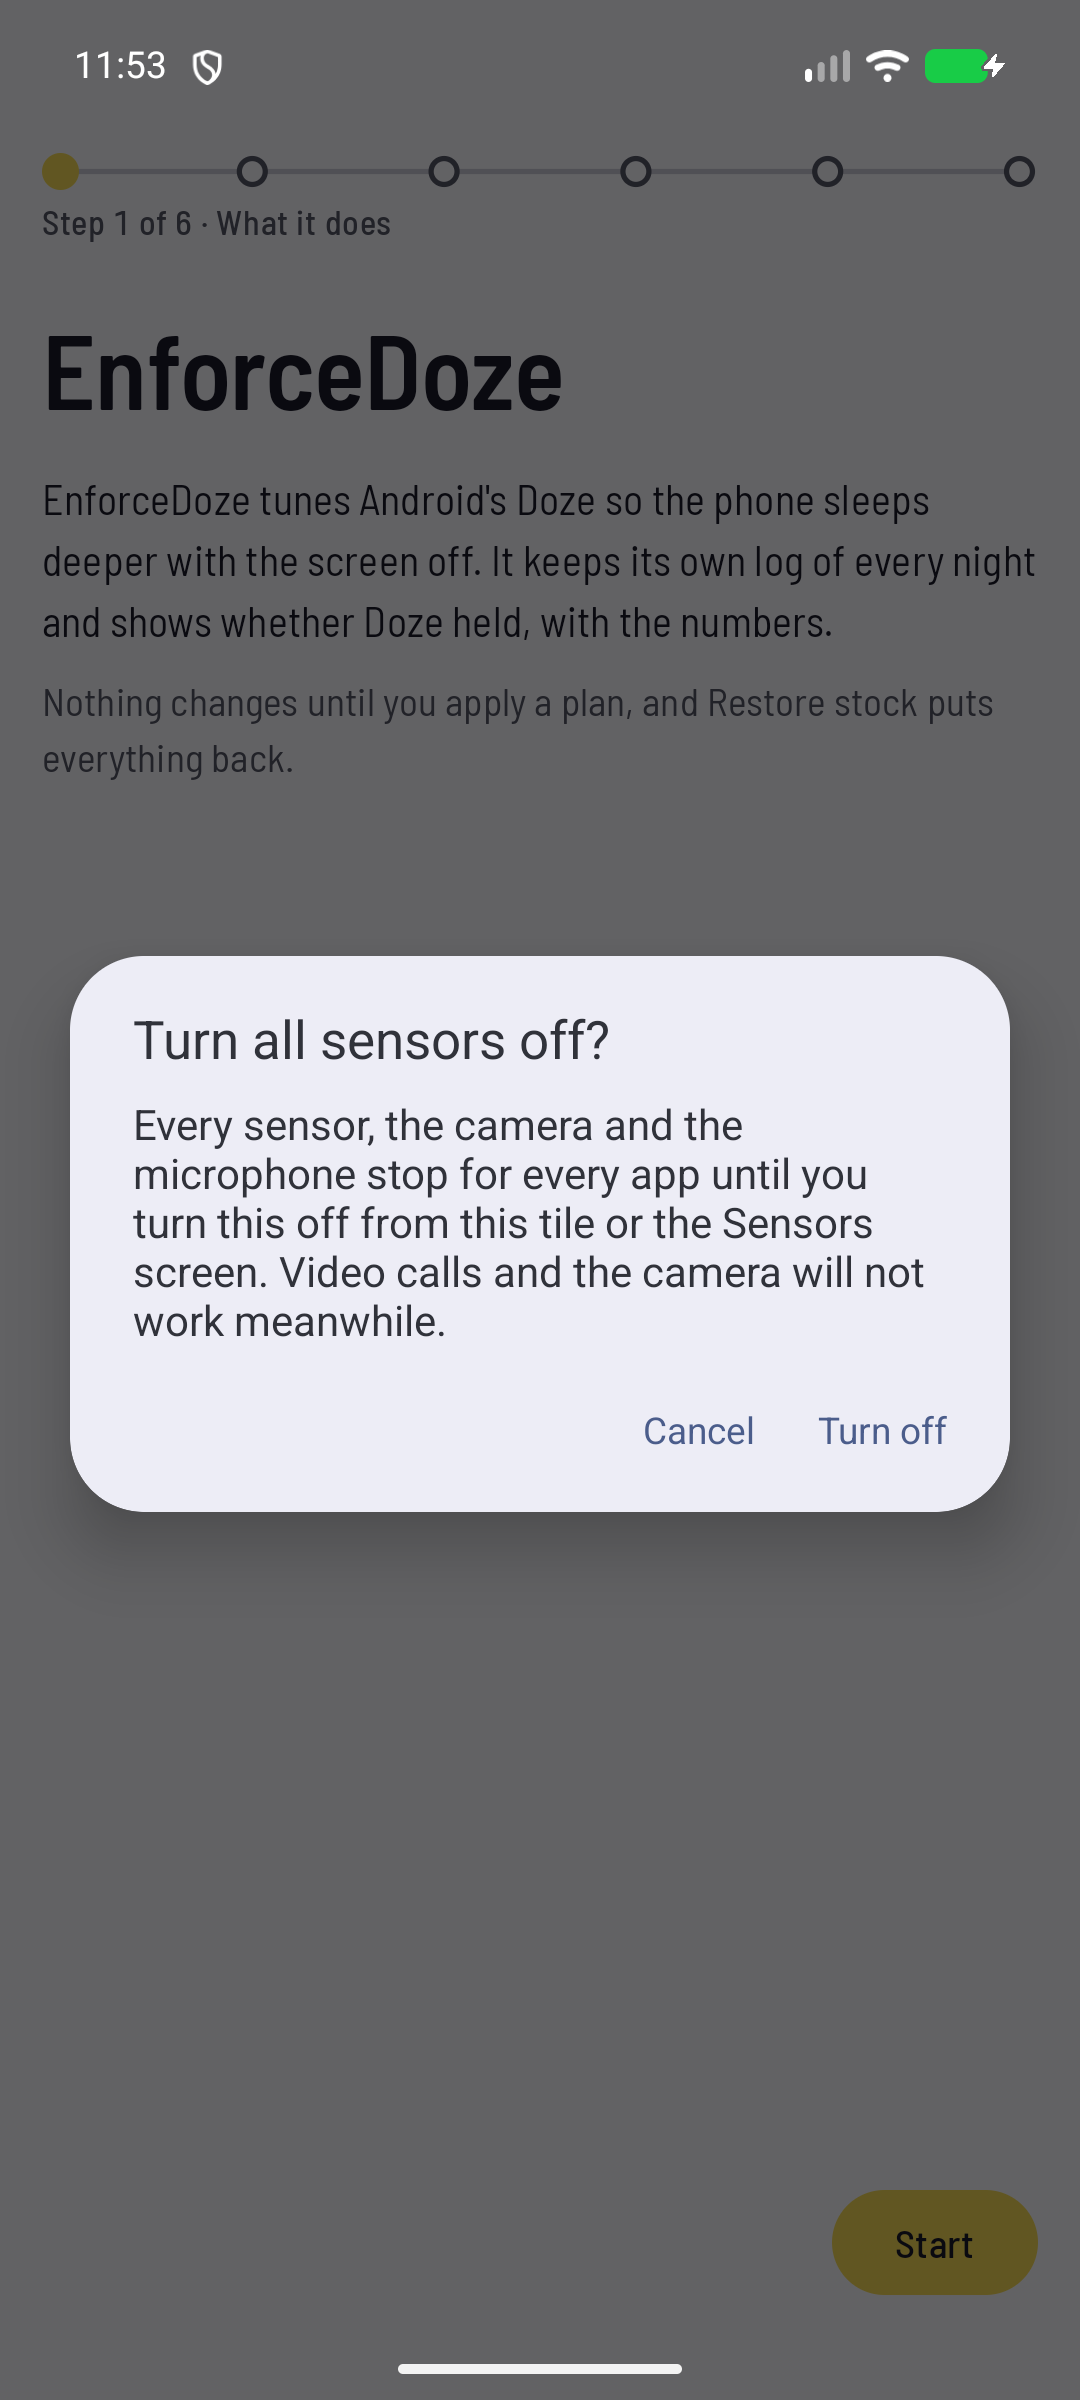 11:53
Step 1 of 6 · What it does
EnforceDoze
EnforceDoze tunes Android's Doze so the phone sleeps
deeper with the screen off. It keeps its own log of every night
and shows whether Doze held, with the numbers.
Nothing changes until you apply a plan, and Restore stock puts
everything back.
Turn all sensors off?
Every sensor, the camera and the
microphone stop for every app until you
turn this off from this tile or the Sensors
screen. Video calls and the camera will not
work meanwhile.
Cancel Turn off
Start